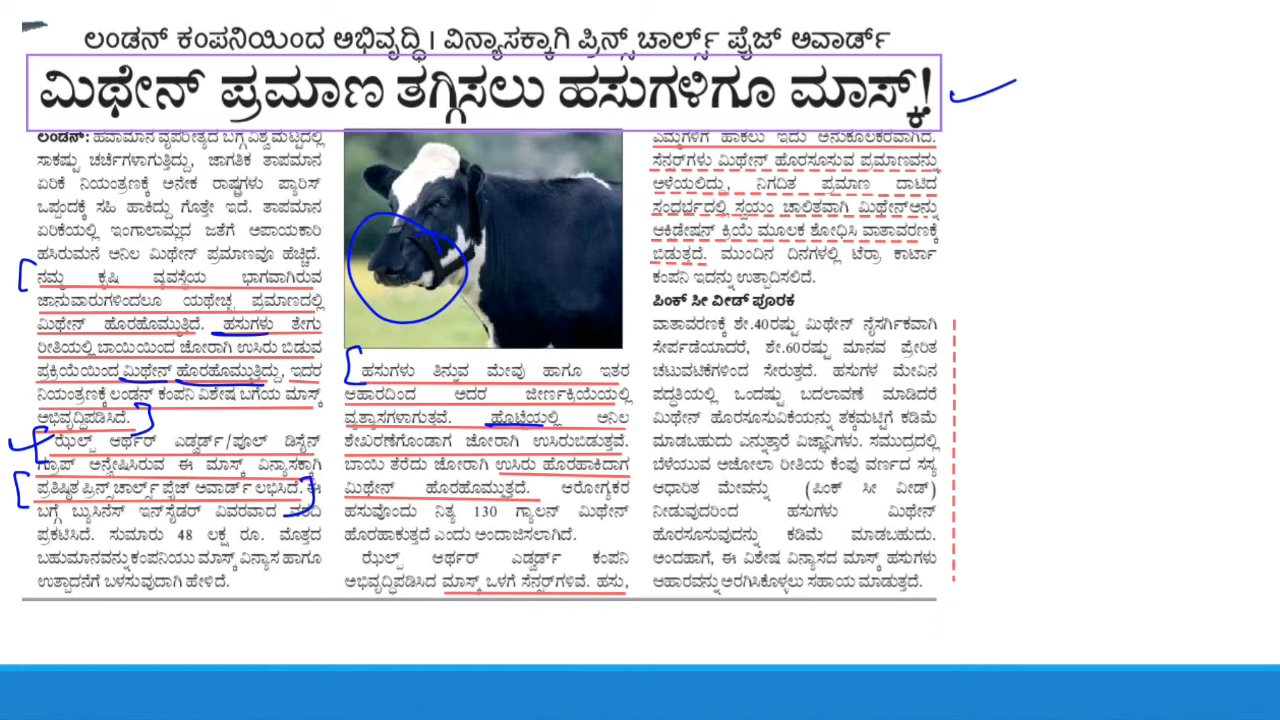 ಲಂಡನ್ ಕಂಪನಿಯಿಂದ ಅಭಿವೃದ್ಧಿ । ವಿನ್ಯಾಸಕ್ಕಾಗಿ ಪ್ರಿನ್ಸ್ ಚಾರ್ಲ್ಸ್ ಪ್ರೈಜ್ ಅವಾರ್ಡ್
ಮಿಥೇನ್ ಪ್ರಮಾಣ ತಗ್ಗಿಸಲು ಹಸುಗಳಿಗೂ ಮಾಸ್ಕ್!
ಲಂಡನ್: ಹವಾಮಾನ ವೈಪರೀತ್ಯದ ಬಗ್ಗೆ ವಿಶ್ವಮಟ್ಟದಲ್ಲಿ
ಸಾಕಷ್ಟು ಚರ್ಚೆಗಳಾಗುತ್ತಿದ್ದು, ಜಾಗತಿಕ ತಾಪಮಾನ
ಏರಿಕೆ ನಿಯಂತ್ರಣಕ್ಕೆ ಅನೇಕ ರಾಷ್ಟ್ರಗಳು ಪ್ಯಾರಿಸ್
ಒಪ್ಪಂದಕ್ಕೆ ಸಹಿ ಹಾಕಿದ್ದು ಗೊತ್ತೇ ಇದೆ. ತಾಪಮಾನ
ಏರಿಕೆಯಲ್ಲಿ ಇಂಗಾಲಾಮ್ಲದ ಜತೆಗೆ ಅಪಾಯಕಾರಿ
ಹಸಿರುಮನೆ ಅನಿಲ ಮಿಥೇನ್ ಪ್ರಮಾಣವೂ ಹೆಚ್ಚಿದೆ.
ನಮ್ಮ ಕೃಷಿ ವ್ಯವಸ್ಥೆಯ ಭಾಗವಾಗಿರುವ
ಜಾನುವಾರುಗಳಿಂದಲೂ ಯಥೇಚ್ಛ ಪ್ರಮಾಣದಲ್ಲಿ
ಮಿಥೇನ್ ಹೊರಹೊಮ್ಮುತ್ತಿದೆ. ಹಸುಗಳು ತೇಗು
ರೀತಿಯಲ್ಲಿ ಬಾಯಿಯಿಂದ ಜೋರಾಗಿ ಉಸಿರು ಬಿಡುವ
ಪ್ರಕ್ರಿಯೆಯಿಂದ ಮಿಥೇನ್ ಹೊರಹೊಮ್ಮುತ್ತಿದ್ದು, ಇದರ
ನಿಯಂತ್ರಣಕ್ಕೆ ಲಂಡನ್ ಕಂಪನಿ ವಿಶೇಷ ಬಗೆಯ ಮಾಸ್ಕ್
ಅಭಿವೃದ್ಧಿಪಡಿಸಿದೆ.
ಝೆಲ್ಪ್ ಆರ್ಥರ್ ಎಡ್ವರ್ಡ್/ಪೂಲ್ ಡಿಸೈನ್
ಗ್ರೂಪ್ ಅನ್ವೇಷಿಸಿರುವ ಈ ಮಾಸ್ಕ್ ವಿನ್ಯಾಸಕ್ಕಾಗಿ
ಪ್ರತಿಷ್ಠಿತ ಪ್ರಿನ್ಸ್ ಚಾರ್ಲ್ಸ್ ಪ್ರೈಜ್ ಅವಾರ್ಡ್ ಲಭಿಸಿದೆ. ಈ
ಬಗ್ಗೆ ಬ್ಯುಸಿನೆಸ್ ಇನ್‌ಸೈಡರ್ ವಿವರವಾದ ವರದಿ
ಪ್ರಕಟಿಸಿದೆ. ಸುಮಾರು 48 ಲಕ್ಷ ರೂ. ಮೊತ್ತದ
ಬಹುಮಾನವನ್ನು ಕಂಪನಿಯು ಮಾಸ್ಕ್ ವಿನ್ಯಾಸ ಹಾಗೂ
ಉತ್ಪಾದನೆಗೆ ಬಳಸುವುದಾಗಿ ಹೇಳಿದೆ.
ಹಸುಗಳು ತಿನ್ನುವ ಮೇವು ಹಾಗೂ ಇತರ
ಆಹಾರದಿಂದ ಅದರ ಜೀರ್ಣಕ್ರಿಯೆಯಲ್ಲಿ
ವ್ಯತ್ಯಾಸಗಳಾಗುತ್ತವೆ. ಹೊಟ್ಟೆಯಲ್ಲಿ ಅನಿಲ
ಶೇಖರಣೆಗೊಂಡಾಗ ಜೋರಾಗಿ ಉಸಿರುಬಿಡುತ್ತವೆ.
ಬಾಯಿ ತೆರೆದು ಜೋರಾಗಿ ಉಸಿರು ಹೊರಹಾಕಿದಾಗ
ಮಿಥೇನ್ ಹೊರಹೊಮ್ಮುತ್ತದೆ. ಆರೋಗ್ಯಕರ
ಹಸುವೊಂದು ನಿತ್ಯ 130 ಗ್ಯಾಲನ್ ಮಿಥೇನ್
ಹೊರಹಾಕುತ್ತದೆ ಎಂದು ಅಂದಾಜಿಸಲಾಗಿದೆ.
ಝೆಲ್ಪ್ ಆರ್ಥರ್ ಎಡ್ವರ್ಡ್ ಕಂಪನಿ
ಅಭಿವೃದ್ಧಿಪಡಿಸಿದ ಮಾಸ್ಕ್ ಒಳಗೆ ಸೆನ್ಸರ್‌ಗಳಿವೆ. ಹಸು,
ಎಮ್ಮೆಗಳಿಗೆ ಹಾಕಲು ಇದು ಅನುಕೂಲಕರವಾಗಿದೆ.
ಸೆನ್ಸರ್‌ಗಳು ಮಿಥೇನ್ ಹೊರಸೂಸುವ ಪ್ರಮಾಣವನ್ನು
ಅಳೆಯಲಿದ್ದು, ನಿಗದಿತ ಪ್ರಮಾಣ ದಾಟಿದ
ಸಂದರ್ಭದಲ್ಲಿ ಸ್ವಯಂ ಚಾಲಿತವಾಗಿ ಮಿಥೇನ್‌ಅನ್ನು
ಆಕ್ಸಿಡೇಷನ್ ಕ್ರಿಯೆ ಮೂಲಕ ಶೋಧಿಸಿ ವಾತಾವರಣಕ್ಕೆ
ಬಿಡುತ್ತದೆ. ಮುಂದಿನ ದಿನಗಳಲ್ಲಿ ಟೆರ್‍ರಾ ಕಾರ್ಟಾ
ಕಂಪನಿ ಇದನ್ನು ಉತ್ಪಾದಿಸಲಿದೆ.
ಪಿಂಕ್ ಸೀ ವೀಡ್ ಪೂರಕ
ವಾತಾವರಣಕ್ಕೆ ಶೇ.40ರಷ್ಟು ಮಿಥೇನ್ ನೈಸರ್ಗಿಕವಾಗಿ
ಸೇರ್ಪಡೆಯಾದರೆ, ಶೇ.60ರಷ್ಟು ಮಾನವ ಪ್ರೇರಿತ
ಚಟುವಟಿಕೆಗಳಿಂದ ಸೇರುತ್ತದೆ. ಹಸುಗಳ ಮೇವಿನ
ಪದ್ಧತಿಯಲ್ಲಿ ಒಂದಷ್ಟು ಬದಲಾವಣೆ ಮಾಡಿದರೆ
ಮಿಥೇನ್ ಹೊರಸೂಸುವಿಕೆಯನ್ನು ತಕ್ಕಮಟ್ಟಿಗೆ ಕಡಿಮೆ
ಮಾಡಬಹುದು ಎನ್ನುತ್ತಾರೆ ವಿಜ್ಞಾನಿಗಳು. ಸಮುದ್ರದಲ್ಲಿ
ಬೆಳೆಯುವ ಅಜೋಲಾ ರೀತಿಯ ಕೆಂಪು ವರ್ಣದ ಸಸ್ಯ
ಆಧಾರಿತ ಮೇವನ್ನು (ಪಿಂಕ್ ಸೀ ವೀಡ್)
ನೀಡುವುದರಿಂದ ಹಸುಗಳು ಮಿಥೇನ್
ಹೊರಸೂಸುವುದನ್ನು ಕಡಿಮೆ ಮಾಡಬಹುದು.
ಅಂದಹಾಗೆ, ಈ ವಿಶೇಷ ವಿನ್ಯಾಸದ ಮಾಸ್ಕ್ ಹಸುಗಳು
ಆಹಾರವನ್ನು ಅರಗಿಸಿಕೊಳ್ಳಲು ಸಹಾಯ ಮಾಡುತ್ತದೆ.